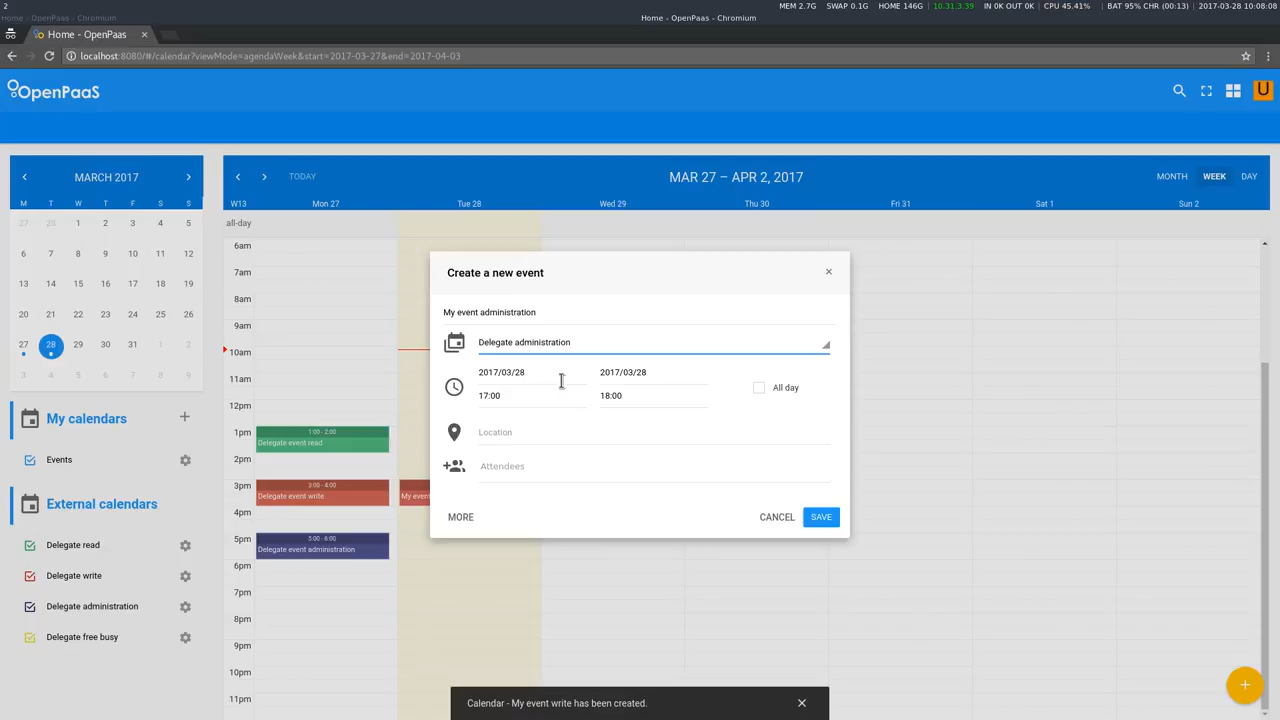 2
MEM 2.7G SWAP 0.1G HOME 146G 10.31.3.39 IN 0K OUT 0K CPU 45.41% BAT 95% CHR (00:13) 2017-03-28 10:08:08
Home - OpenPaas - Chromium
Home - OpenPaas - Chromium
Home - OpenPaas
localhost:8080/#/calendar?viewMode=agendaWeek&start=2017-03-27&end=2017-04-03
OpenPaaS
U
MARCH 2017
M T W T F S S
27 28 1 2 3 4 5
6 7 8 9 10 11 12
13 14 15 16 17 18 19
20 21 22 23 24 25 26
27 28 29 30 31 1 2
3 4 5 6 7 8 9
My calendars
Events
External calendars
Delegate read
Delegate write
Delegate administration
Delegate free busy
TODAY
MAR 27 – APR 2, 2017
MONTH WEEK DAY
W13 Mon 27 Tue 28 Wed 29 Thu 30 Fri 31 Sat 1 Sun 2
all-day
6am
7am
8am
9am
10am
11am
12pm
1pm
2pm
3pm
4pm
5pm
6pm
7pm
8pm
9pm
10pm
11pm
1:00 - 2:00
Delegate event read
3:00 - 4:00
Delegate event write
My event
5:00 - 6:00
Delegate event administration
Create a new event
×
My event administration
Delegate administration
2017/03/28 2017/03/28
17:00 18:00
All day
Location
Attendees
MORE
CANCEL
SAVE
Calendar - My event write has been created.